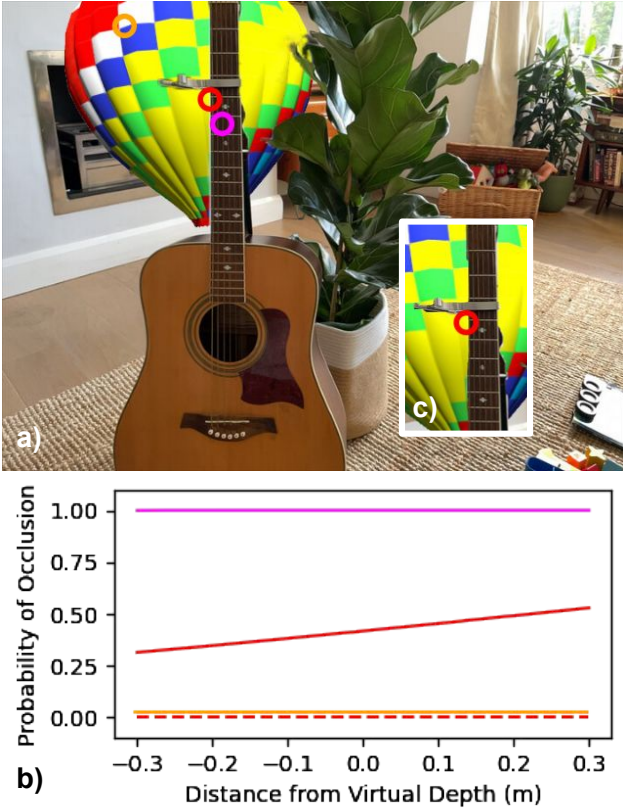 a)
c)
Probability of Occlusion
1.00
0.75
0.50
0.25
0.00
−0.3 −0.2 −0.1 0.0 0.1 0.2 0.3
Distance from Virtual Depth (m)
b)